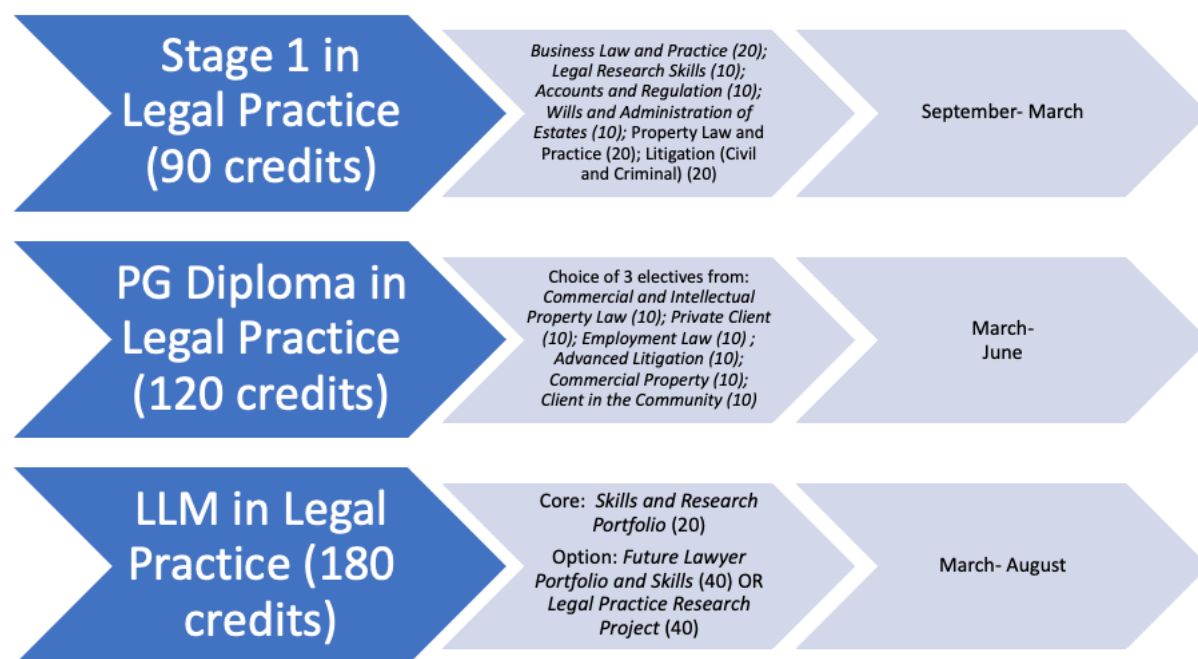 Stage 1 in
Legal Practice
(90 credits)
Business Law and Practice (20);
Legal Research Skills (10);
Accounts and Regulation (10);
Wills and Administration of
Estates (10); Property Law and
Practice (20); Litigation (Civil
and Criminal) (20)
September- March
PG Diploma in
Legal Practice
(120 credits)
Choice of 3 electives from:
Commercial and Intellectual
Property Law (10); Private Client
(10); Employment Law (10) ;
Advanced Litigation (10);
Commercial Property (10);
Client in the Community (10)
March-
June
LLM in Legal
Practice (180
credits)
Core:  Skills and Research
Portfolio (20)
Option: Future Lawyer
Portfolio and Skills (40) OR
Legal Practice Research
Project (40)
March- August